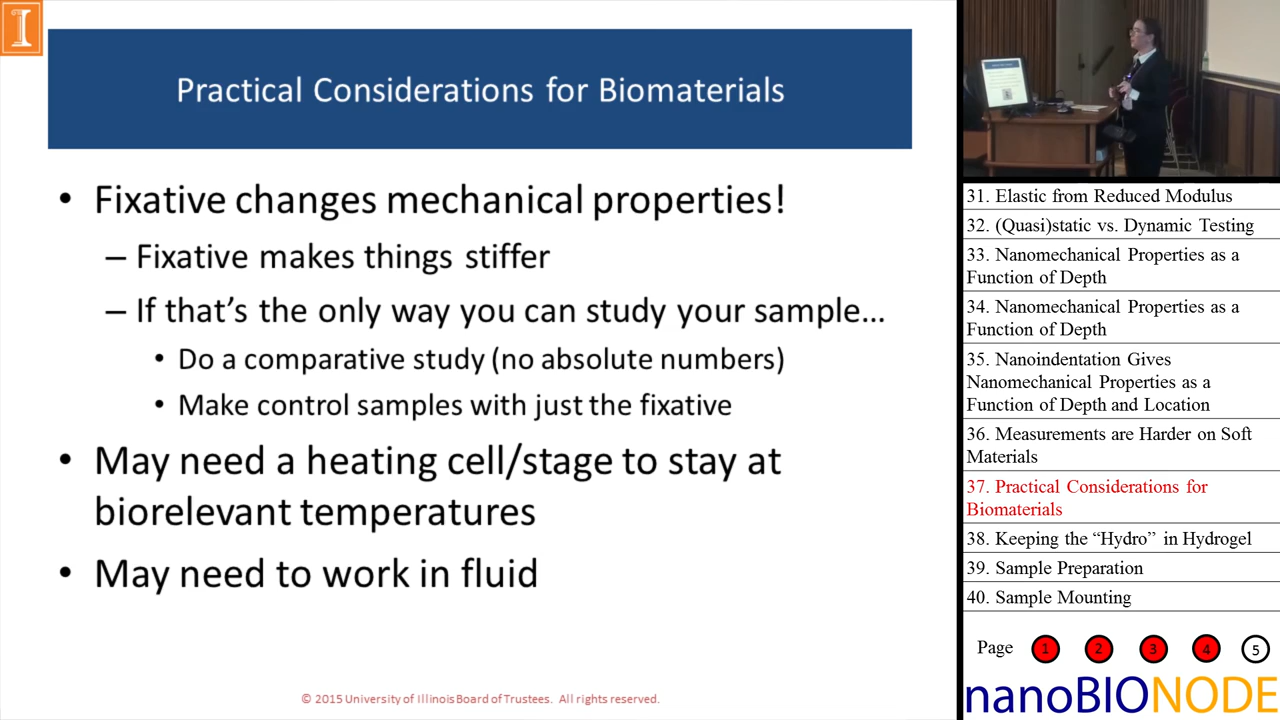 I
Practical Considerations for Biomaterials
• Fixative changes mechanical properties!
– Fixative makes things stiffer
– If that’s the only way you can study your sample…
• Do a comparative study (no absolute numbers)
• Make control samples with just the fixative
• May need a heating cell/stage to stay at
biorelevant temperatures
• May need to work in fluid
© 2015 University of IllinoisBoard of Trustees. All rights reserved.
31. Elastic from Reduced Modulus
32. (Quasi)static vs. Dynamic Testing
33. Nanomechanical Properties as a
Function of Depth
34. Nanomechanical Properties as a
Function of Depth
35. Nanoindentation Gives
Nanomechanical Properties as a
Function of Depth and Location
36. Measurements are Harder on Soft
Materials
37. Practical Considerations for
Biomaterials
38. Keeping the “Hydro” in Hydrogel
39. Sample Preparation
40. Sample Mounting
Page 1 2 3 4 5
nanoBIONODE